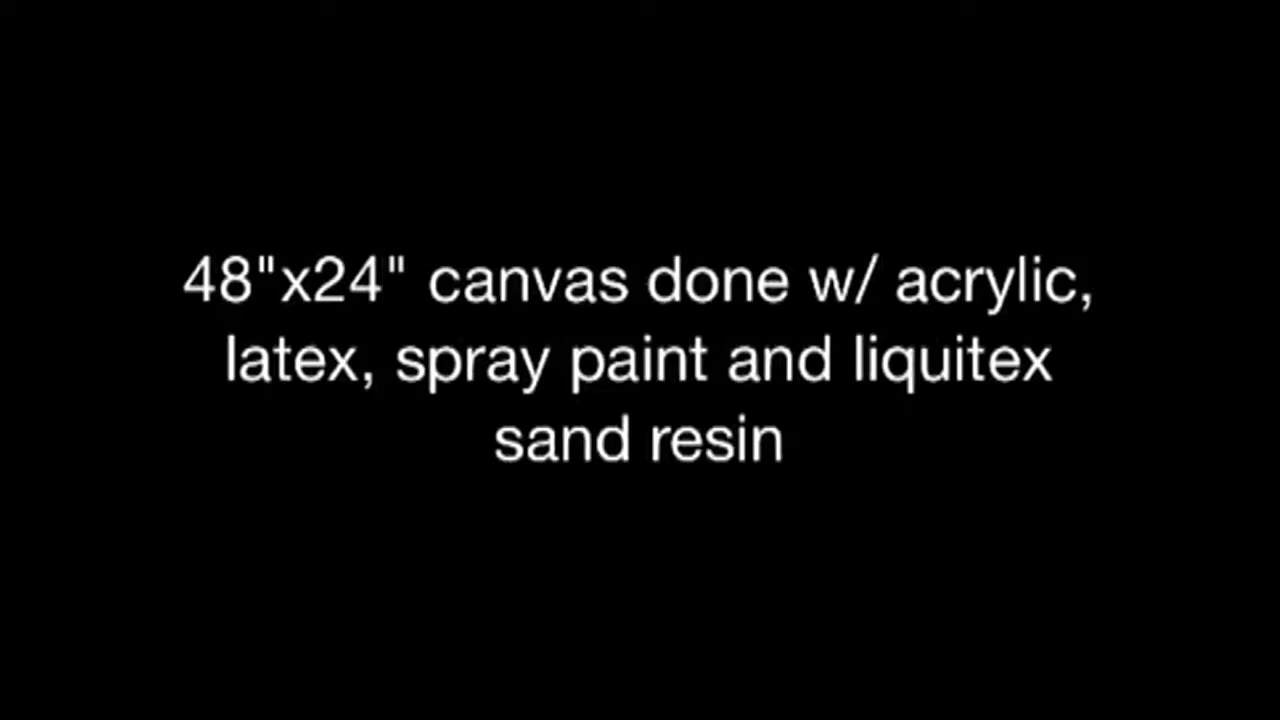 48"x24" canvas done w/ acrylic,
latex, spray paint and liquitex
sand resin